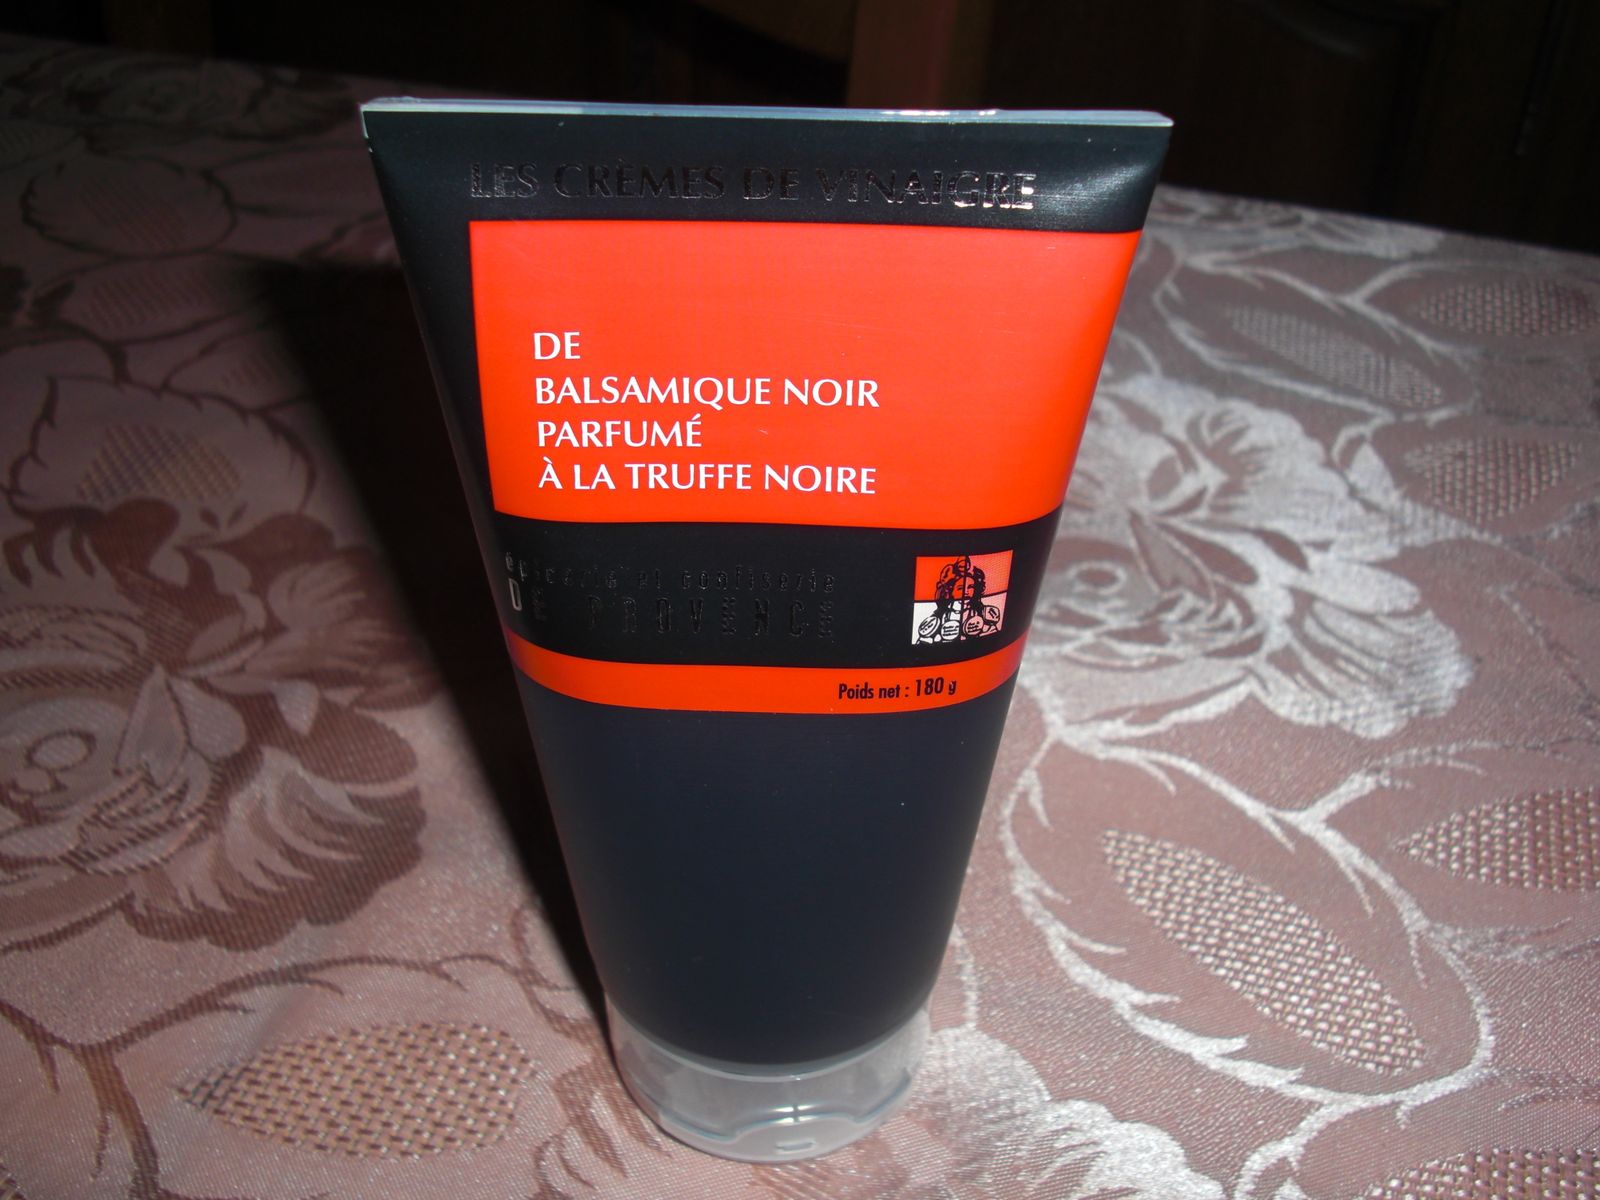 LES CRÈMES DE VINAIGRE
DE
BALSAMIQUE NOIR
PARFUMÉ
À LA TRUFFE NOIRE
épicerie et confiserie
DE PROVENCE
Poids net : 180 g